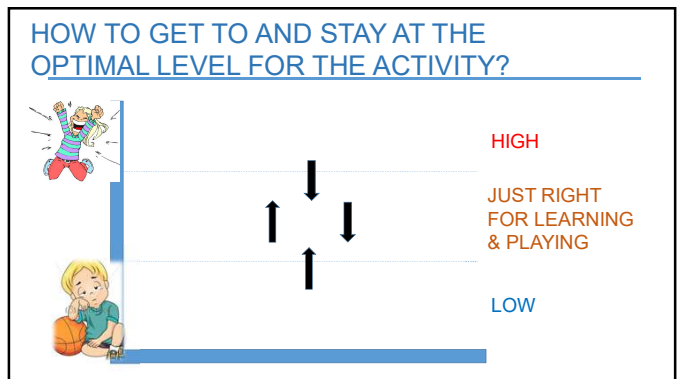 HOW TO GET TO AND STAY AT THE
OPTIMAL LEVEL FOR THE ACTIVITY?
HIGH
JUST RIGHT
FOR LEARNING
& PLAYING
LOW